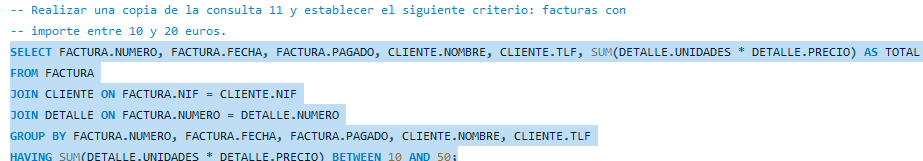 -- Realizar una copia de la consulta 11 y establecer el siguiente criterio: facturas con
-- importe entre 10 y 20 euros.
SELECT FACTURA.NUMERO, FACTURA.FECHA, FACTURA.PAGADO, CLIENTE.NOMBRE, CLIENTE.TLF, SUM(DETALLE.UNIDADES * DETALLE.PRECIO) AS TOTAL
FROM FACTURA
JOIN CLIENTE ON FACTURA.NIF = CLIENTE.NIF
JOIN DETALLE ON FACTURA.NUMERO = DETALLE.NUMERO
GROUP BY FACTURA.NUMERO, FACTURA.FECHA, FACTURA.PAGADO, CLIENTE.NOMBRE, CLIENTE.TLF
HAVING SUM(DETALLE.UNIDADES * DETALLE.PRECIO) BETWEEN 10 AND 50;